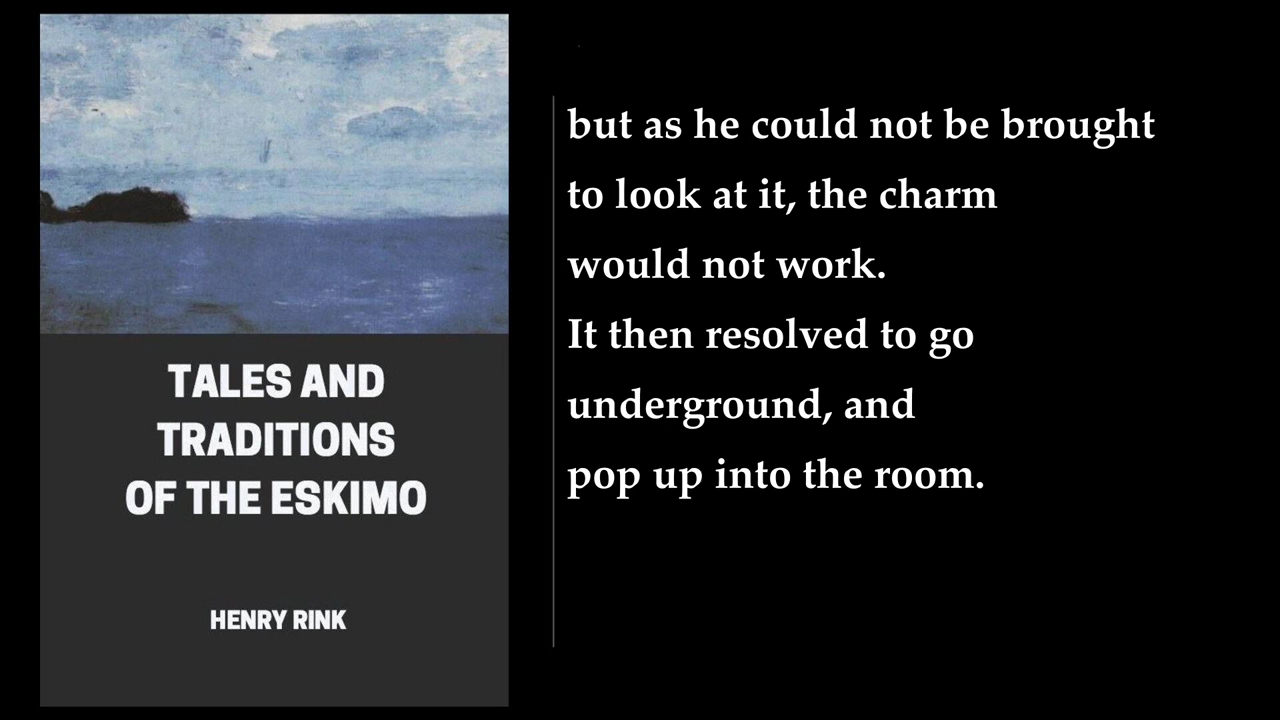 TALES AND
TRADITIONS
OF THE ESKIMO
HENRY RINK
but as he could not be brought
to look at it, the charm
would not work.
It then resolved to go
underground, and
pop up into the room.